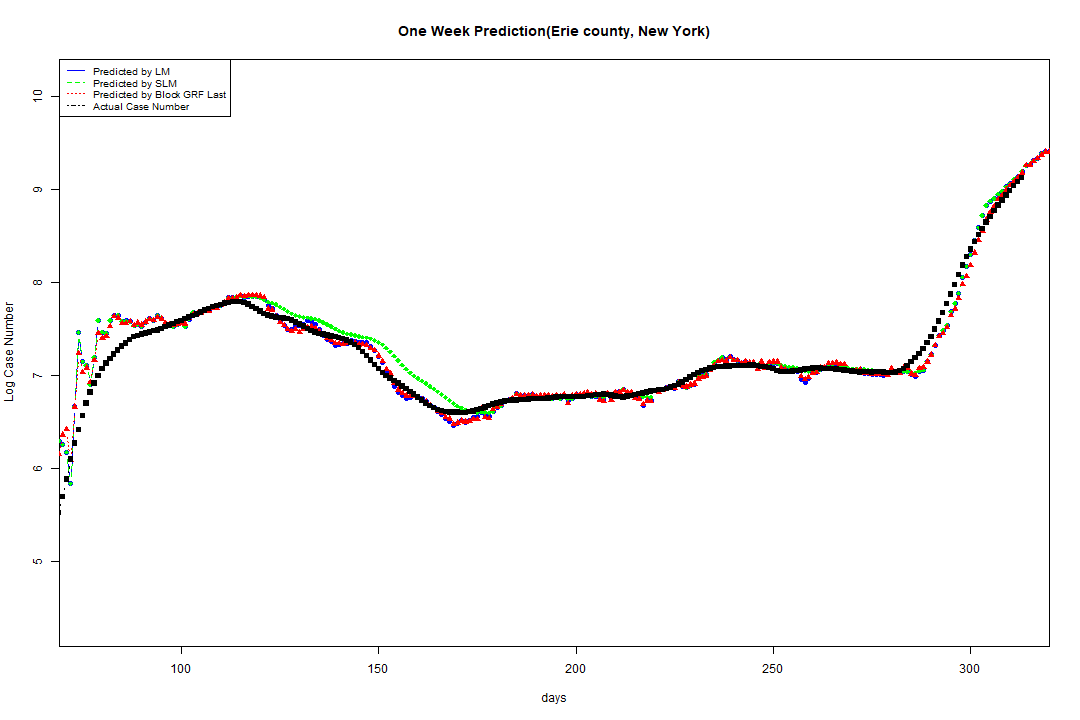 One Week Prediction(Erie county, New York)
Predicted by LM
Predicted by SLM
Predicted by Block GRF Last
Actual Case Number
10
9
8
7
6
5
Log Case Number
100 150 200 250 300
days